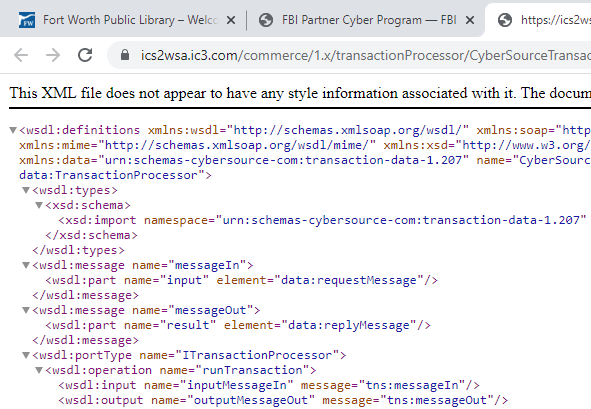 Fort Worth Public Library – Welco
FBI Partner Cyber Program — FBI
https://ics2ws
ics2wsa.ic3.com/commerce/1.x/transactionProcessor/CyberSourceTransac
This XML file does not appear to have any style information associated with it. The docum
▼<wsdl:definitions xmlns:wsdl="http://schemas.xmlsoap.org/wsdl/" xmlns:soap="http
xmlns:mime="http://schemas.xmlsoap.org/wsdl/mime/" xmlns:xsd="http://www.w3.org/
xmlns:data="urn:schemas-cybersource-com:transaction-data-1.207" name="CyberSourc
data:TransactionProcessor">
▼<wsdl:types>
▼<xsd:schema>
<xsd:import namespace="urn:schemas-cybersource-com:transaction-data-1.207"
</xsd:schema>
</wsdl:types>
▼<wsdl:message name="messageIn">
<wsdl:part name="input" element="data:requestMessage"/>
</wsdl:message>
▼<wsdl:message name="messageOut">
<wsdl:part name="result" element="data:replyMessage"/>
</wsdl:message>
▼<wsdl:portType name="ITransactionProcessor">
▼<wsdl:operation name="runTransaction">
<wsdl:input name="inputMessageIn" message="tns:messageIn"/>
<wsdl:output name="outputMessageOut" message="tns:messageOut"/>